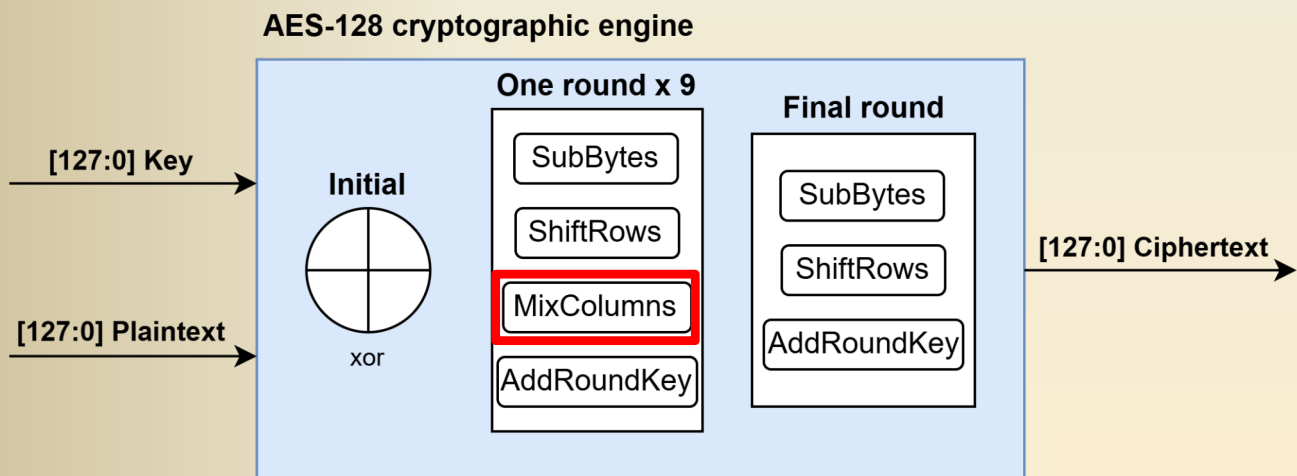 AES-128 cryptographic engine
[127:0] Key
[127:0] Plaintext
Initial
xor
One round x 9
SubBytes
ShiftRows
MixColumns
AddRoundKey
Final round
SubBytes
ShiftRows
AddRoundKey
[127:0] Ciphertext